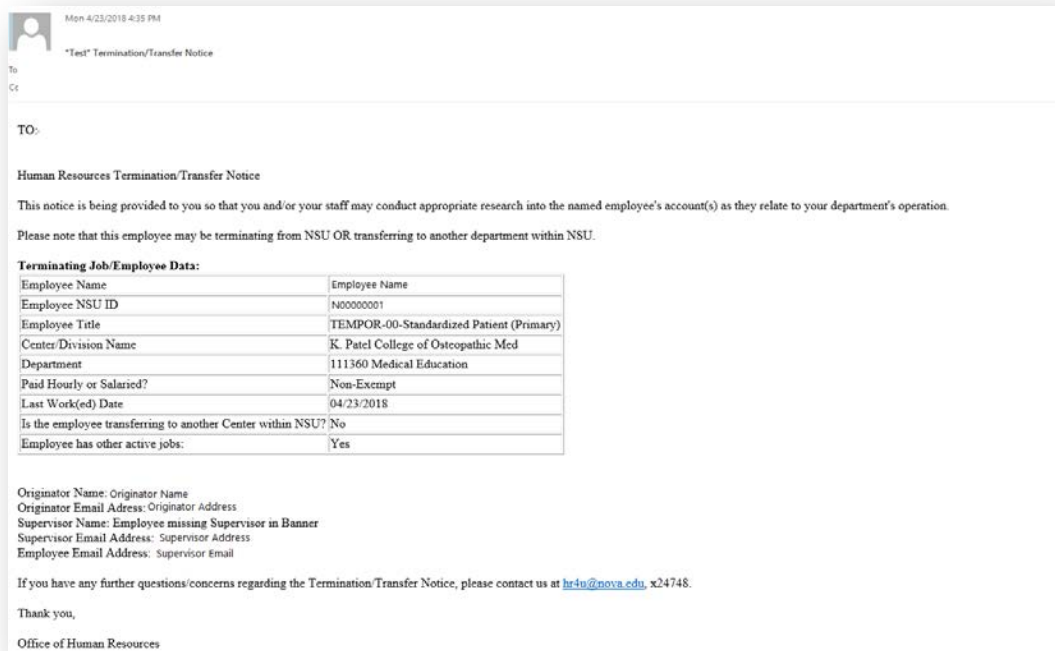 Mon 4/23/2018 4:35 PM
"Test" Termination/Transfer Notice
To
Cc
TO:
Human Resources Termination/Transfer Notice
This notice is being provided to you so that you and/or your staff may conduct appropriate research into the named employee's account(s) as they relate to your department's operation.
Please note that this employee may be terminating from NSU OR transferring to another department within NSU.
Terminating Job/Employee Data:
Employee Name Employee Name
Employee NSU ID N00000001
Employee Title TEMPOR-00-Standardized Patient (Primary)
Center/Division Name K. Patel College of Osteopathic Med
Department 111360 Medical Education
Paid Hourly or Salaried? Non-Exempt
Last Work(ed) Date 04/23/2018
Is the employee transferring to another Center within NSU? No
Employee has other active jobs: Yes
Originator Name: Originator Name
Originator Email Adress: Originator Address
Supervisor Name: Employee missing Supervisor in Banner
Supervisor Email Address: Supervisor Address
Employee Email Address: Supervisor Email
If you have any further questions/concerns regarding the Termination/Transfer Notice, please contact us at hr4u@nova.edu, x24748.
Thank you,
Office of Human Resources